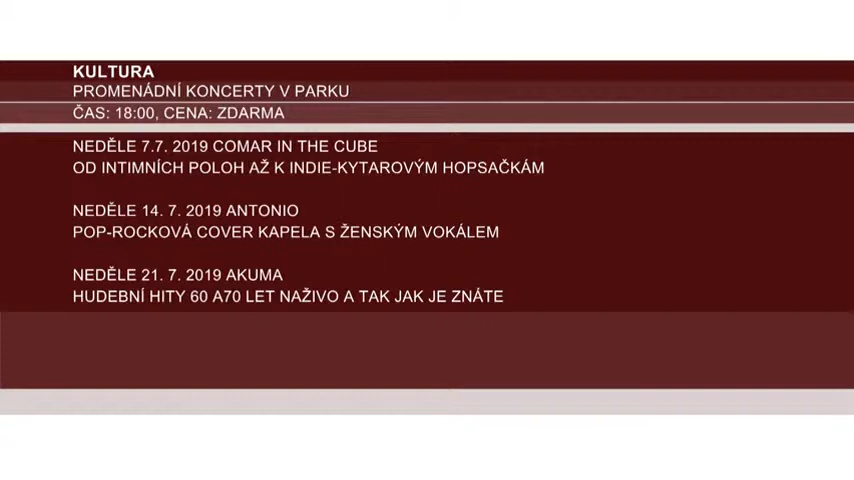 KULTURA
PROMENÁDNÍ KONCERTY V PARKU
ČAS: 18:00, CENA: ZDARMA
NEDĚLE 7.7. 2019 COMAR IN THE CUBE
OD INTIMNÍCH POLOH AŽ K INDIE-KYTAROVÝM HOPSAČKÁM
NEDĚLE 14. 7. 2019 ANTONIO
POP-ROCKOVÁ COVER KAPELA S ŽENSKÝM VOKÁLEM
NEDĚLE 21. 7. 2019 AKUMA
HUDEBNÍ HITY 60 A70 LET NAŽIVO A TAK JAK JE ZNÁTE